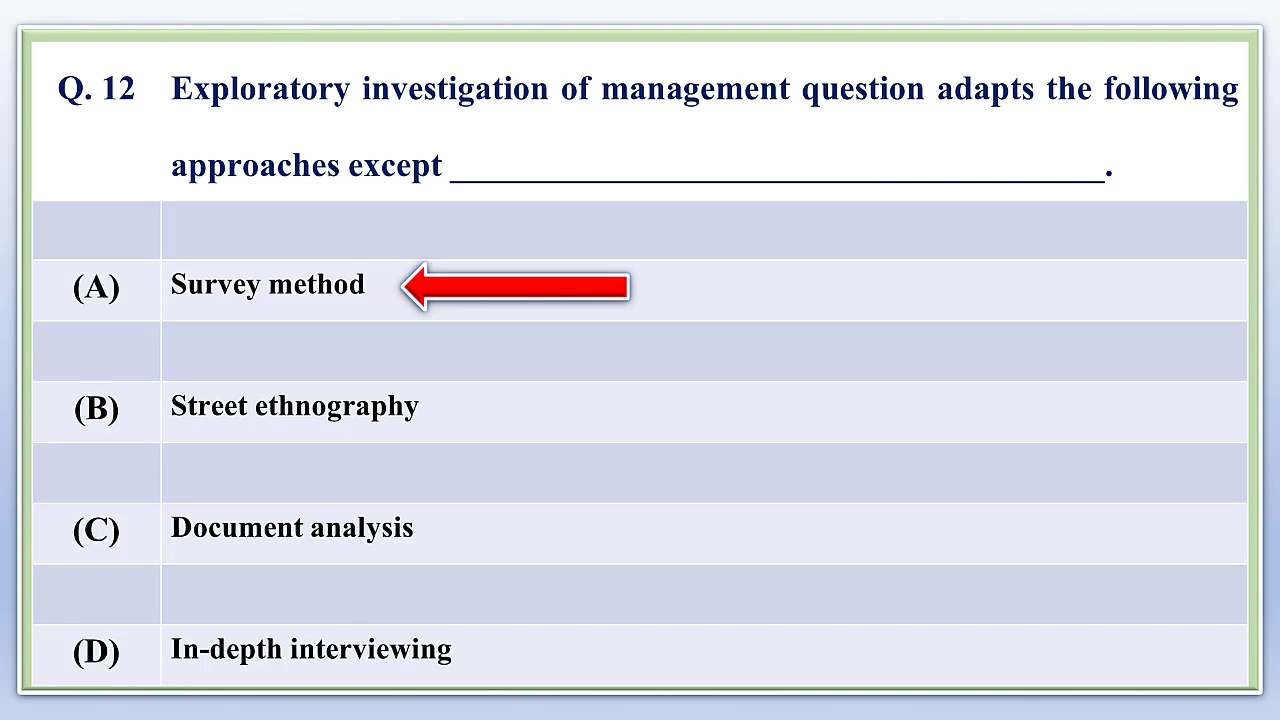 Q. 12 Exploratory investigation of management question adapts the following
approaches except ________________________________________.
(A) Survey method
(B) Street ethnography
(C) Document analysis
(D) In-depth interviewing